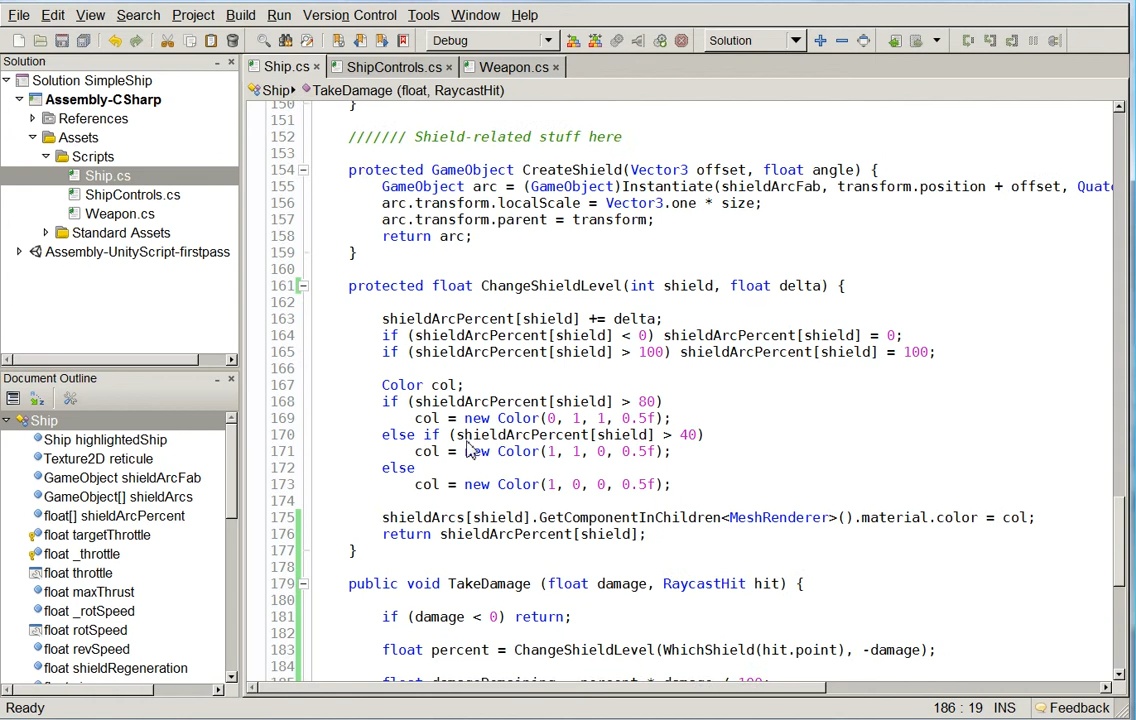 File Edit View Search Project Build Run Version Control Tools Window Help
Debug Solution
Solution
Solution SimpleShip
Assembly-CSharp
References
Assets
Scripts
Ship.cs
ShipControls.cs
Weapon.cs
Standard Assets
Assembly-UnityScript-firstpass
Document Outline
Ship
Ship highlightedShip
Texture2D reticule
GameObject shieldArcFab
GameObject[] shieldArcs
float[] shieldArcPercent
float targetThrottle
float _throttle
float throttle
float maxThrust
float _rotSpeed
float rotSpeed
float revSpeed
float shieldRegeneration
Ship.cs × ShipControls.cs × Weapon.cs ×
Ship TakeDamage (float, RaycastHit)
150 }
151
152 /////// Shield-related stuff here
153
154 protected GameObject CreateShield(Vector3 offset, float angle) {
155 GameObject arc = (GameObject)Instantiate(shieldArcFab, transform.position + offset, Quate
156 arc.transform.localScale = Vector3.one * size;
157 arc.transform.parent = transform;
158 return arc;
159 }
160
161 protected float ChangeShieldLevel(int shield, float delta) {
162
163 shieldArcPercent[shield] += delta;
164 if (shieldArcPercent[shield] < 0) shieldArcPercent[shield] = 0;
165 if (shieldArcPercent[shield] > 100) shieldArcPercent[shield] = 100;
166
167 Color col;
168 if (shieldArcPercent[shield] > 80)
169 col = new Color(0, 1, 1, 0.5f);
170 else if (shieldArcPercent[shield] > 40)
171 col = new Color(1, 1, 0, 0.5f);
172 else
173 col = new Color(1, 0, 0, 0.5f);
174
175 shieldArcs[shield].GetComponentInChildren<MeshRenderer>().material.color = col;
176 return shieldArcPercent[shield];
177 }
178
179 public void TakeDamage (float damage, RaycastHit hit) {
180
181 if (damage < 0) return;
182
183 float percent = ChangeShieldLevel(WhichShield(hit.point), -damage);
184
Ready 186 : 19 INS Feedback